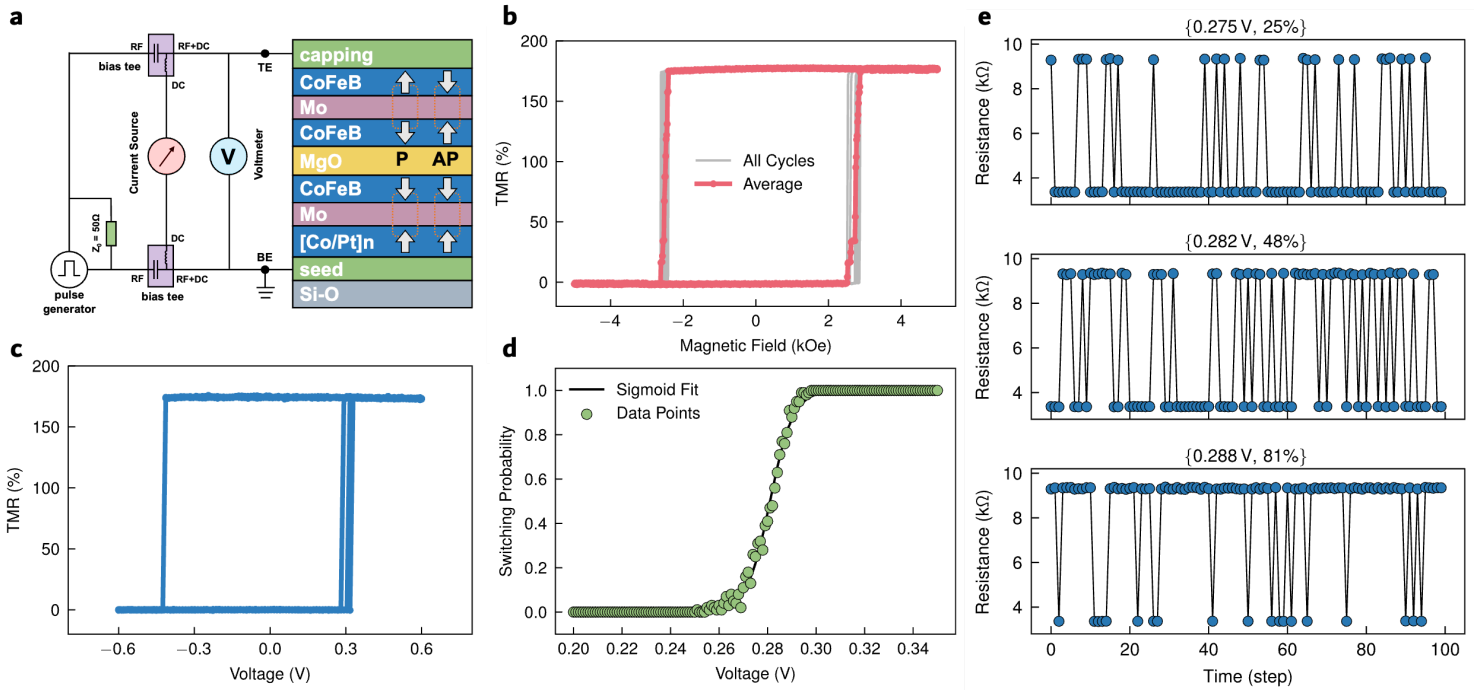 a
RF
RF+DC
bias tee
DC
TE
Current Source
V
Voltmeter
Z₀ = 50Ω
DC
BE
RF
RF+DC
bias tee
pulse
generator
capping
CoFeB
Mo
CoFeB
MgO
P
AP
CoFeB
Mo
[Co/Pt]n
seed
Si-O
b
200
150
100
50
0
TMR (%)
All Cycles
Average
−4
−2
0
2
4
Magnetic Field (kOe)
c
200
150
100
50
0
TMR (%)
−0.6
−0.3
0.0
0.3
0.6
Voltage (V)
d
1.0
0.8
0.6
0.4
0.2
0.0
Switching Probability
Sigmoid Fit
Data Points
0.20
0.22
0.24
0.26
0.28
0.30
0.32
0.34
Voltage (V)
e
{0.275 V, 25%}
10
8
6
4
Resistance (kΩ)
{0.282 V, 48%}
10
8
6
4
Resistance (kΩ)
{0.288 V, 81%}
10
8
6
4
Resistance (kΩ)
0
20
40
60
80
100
Time (step)